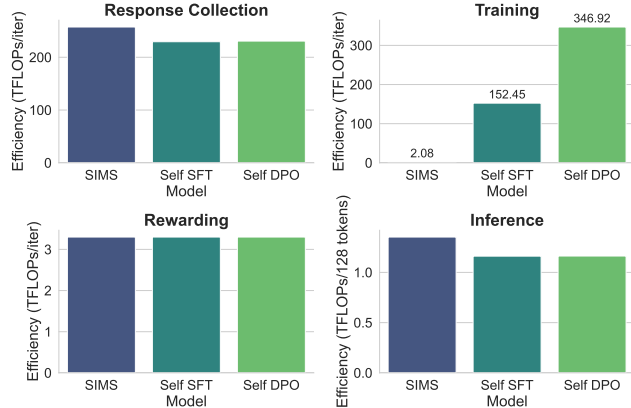 Response Collection
Efficiency (TFLOPs/iter)
200
100
0
SIMS
Self SFT
Self DPO
Model
Training
Efficiency (TFLOPs/iter)
300
200
100
0
2.08
152.45
346.92
SIMS
Self SFT
Self DPO
Model
Rewarding
Efficiency (TFLOPs/iter)
3
2
1
0
SIMS
Self SFT
Self DPO
Model
Inference
Efficiency (TFLOPs/128 tokens)
1.0
0.5
0.0
SIMS
Self SFT
Self DPO
Model